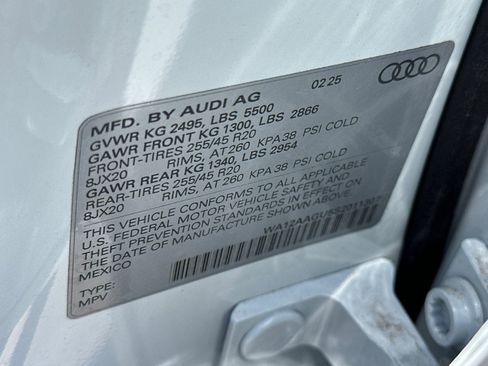 MFD. BY AUDI AG
02 25
GVWR KG 2495, LBS 5500
GAWR FRONT KG 1300, LBS 2866
FRONT-TIRES 255/45 R20
8JX20 RIMS, AT 260 KPA,38 PSI COLD
GAWR REAR KG 1340, LBS 2954
REAR-TIRES 255/45 R20
8JX20 RIMS, AT 260 KPA,38 PSI COLD
THIS VEHICLE CONFORMS TO ALL APPLICABLE
U.S. FEDERAL MOTOR VEHICLE SAFETY AND
THEFT PREVENTION STANDARDS IN EFFECT ON
THE DATE OF MANUFACTURE SHOWN ABOVE.
MEXICO
TYPE:
MPV